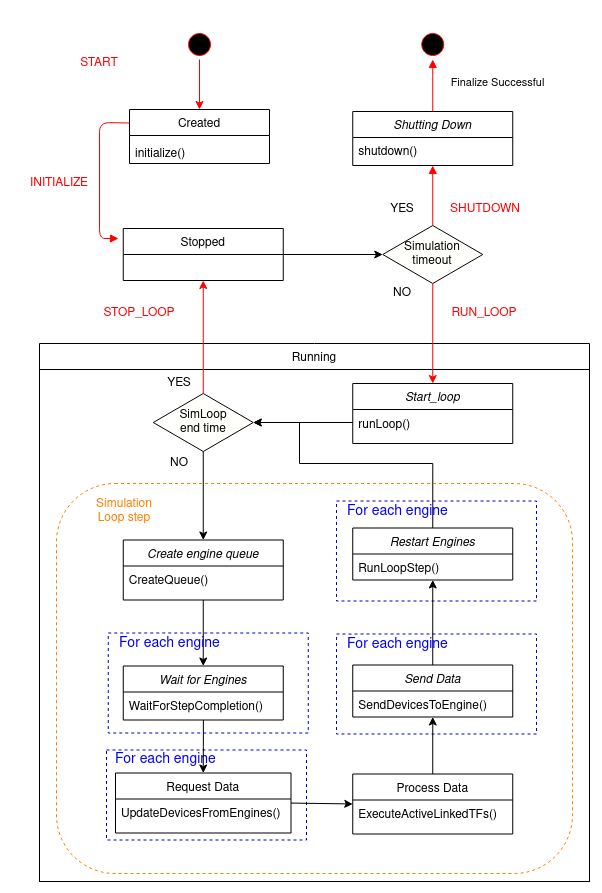 START
Finalize Successful
Created
initialize()
Shutting Down
shutdown()
INITIALIZE
YES
SHUTDOWN
Stopped
Simulation
timeout
NO
STOP_LOOP
RUN_LOOP
Running
YES
Start_loop
runLoop()
SimLoop
end time
NO
Simulation
Loop step
For each engine
Restart Engines
RunLoopStep()
Create engine queue
CreateQueue()
For each engine
Wait for Engines
WaitForStepCompletion()
For each engine
Send Data
SendDevicesToEngine()
For each engine
Request Data
UpdateDevicesFromEngines()
Process Data
ExecuteActiveLinkedTFs()